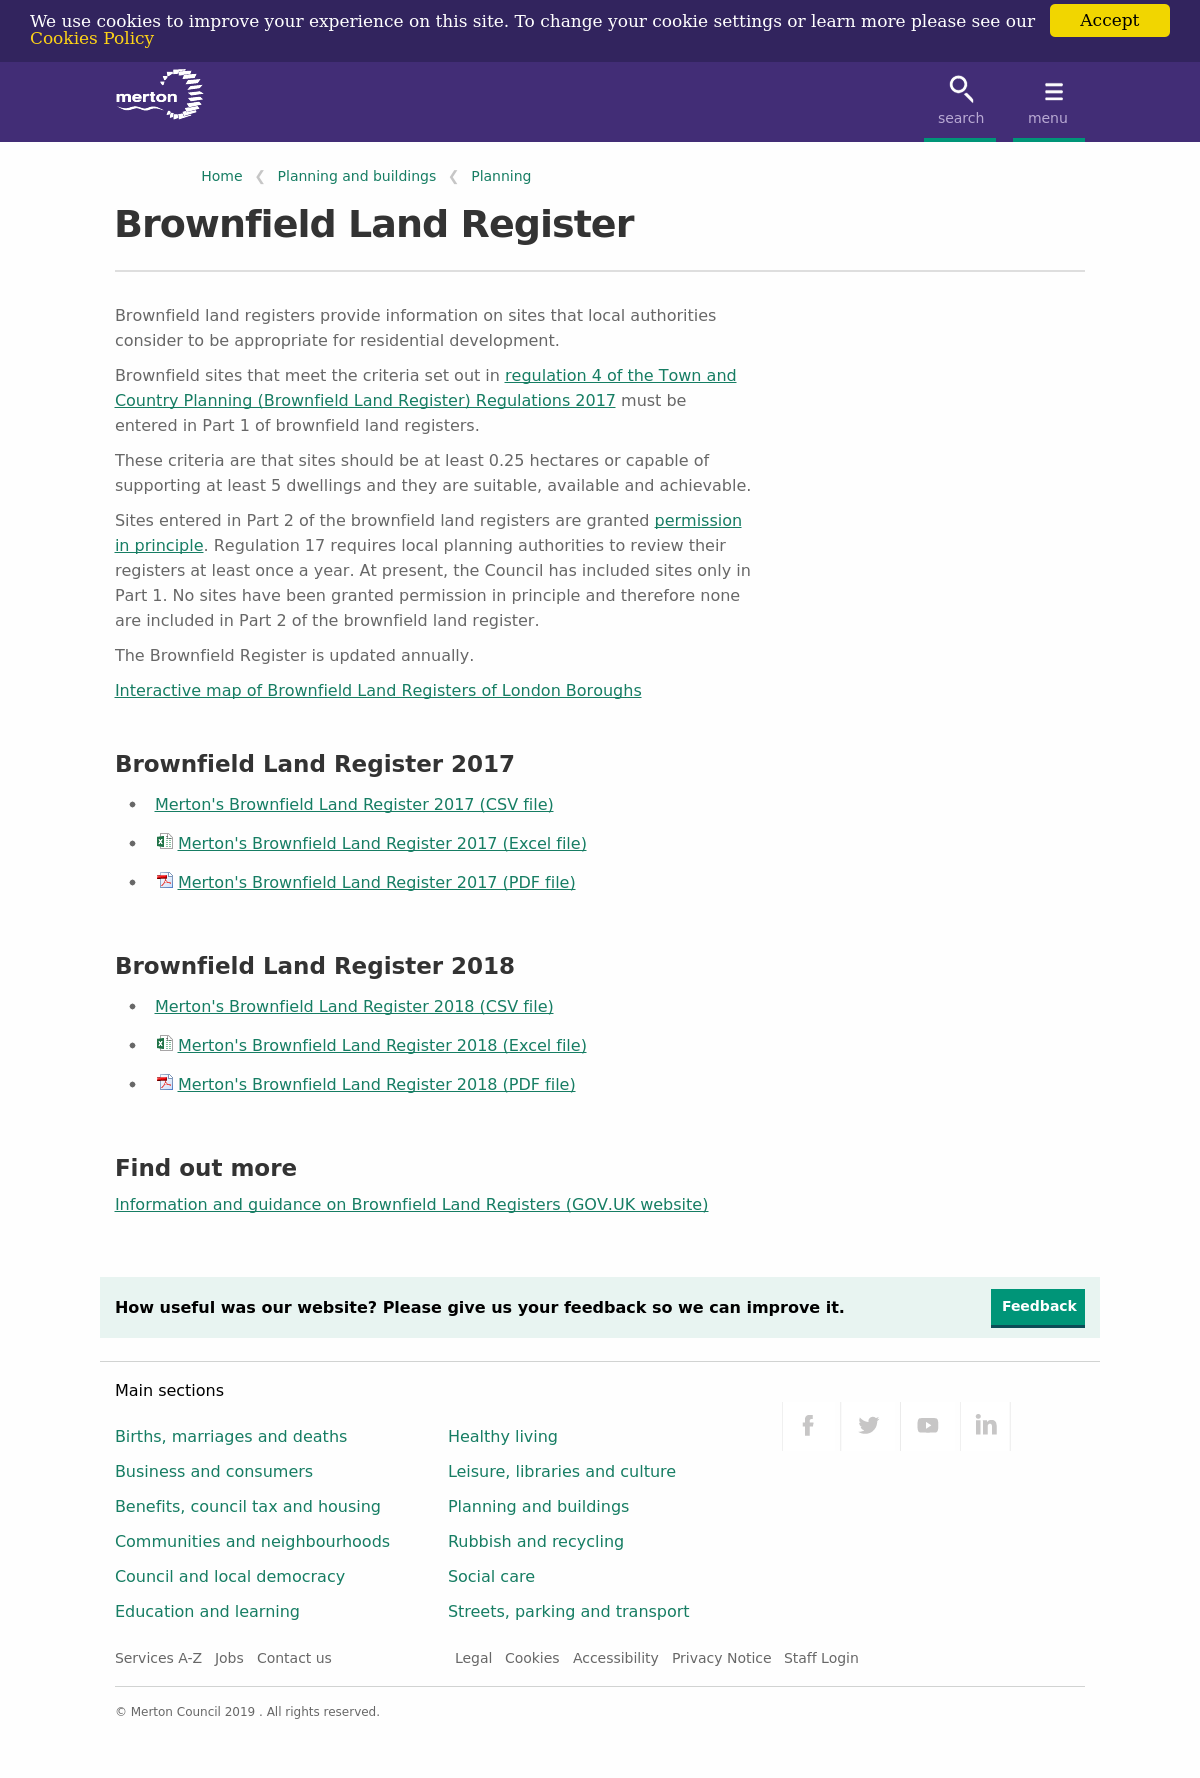 We use cookies to improve your experience on this site. To change your cookie settings or learn more please see our
Cookies Policy
Accept
merton
search
menu
Home ❮ Planning and buildings ❮ Planning
Brownfield Land Register
Brownfield land registers provide information on sites that local authorities
consider to be appropriate for residential development.
Brownfield sites that meet the criteria set out in regulation 4 of the Town and
Country Planning (Brownfield Land Register) Regulations 2017 must be
entered in Part 1 of brownfield land registers.
These criteria are that sites should be at least 0.25 hectares or capable of
supporting at least 5 dwellings and they are suitable, available and achievable.
Sites entered in Part 2 of the brownfield land registers are granted permission
in principle. Regulation 17 requires local planning authorities to review their
registers at least once a year. At present, the Council has included sites only in
Part 1. No sites have been granted permission in principle and therefore none
are included in Part 2 of the brownfield land register.
The Brownfield Register is updated annually.
Interactive map of Brownfield Land Registers of London Boroughs
Brownfield Land Register 2017
• Merton's Brownfield Land Register 2017 (CSV file)
• Merton's Brownfield Land Register 2017 (Excel file)
• Merton's Brownfield Land Register 2017 (PDF file)
Brownfield Land Register 2018
• Merton's Brownfield Land Register 2018 (CSV file)
• Merton's Brownfield Land Register 2018 (Excel file)
• Merton's Brownfield Land Register 2018 (PDF file)
Find out more
Information and guidance on Brownfield Land Registers (GOV.UK website)
How useful was our website? Please give us your feedback so we can improve it.
Feedback
Main sections
Births, marriages and deaths
Business and consumers
Benefits, council tax and housing
Communities and neighbourhoods
Council and local democracy
Education and learning
Healthy living
Leisure, libraries and culture
Planning and buildings
Rubbish and recycling
Social care
Streets, parking and transport
Services A-Z Jobs Contact us
Legal Cookies Accessibility Privacy Notice Staff Login
© Merton Council 2019 . All rights reserved.